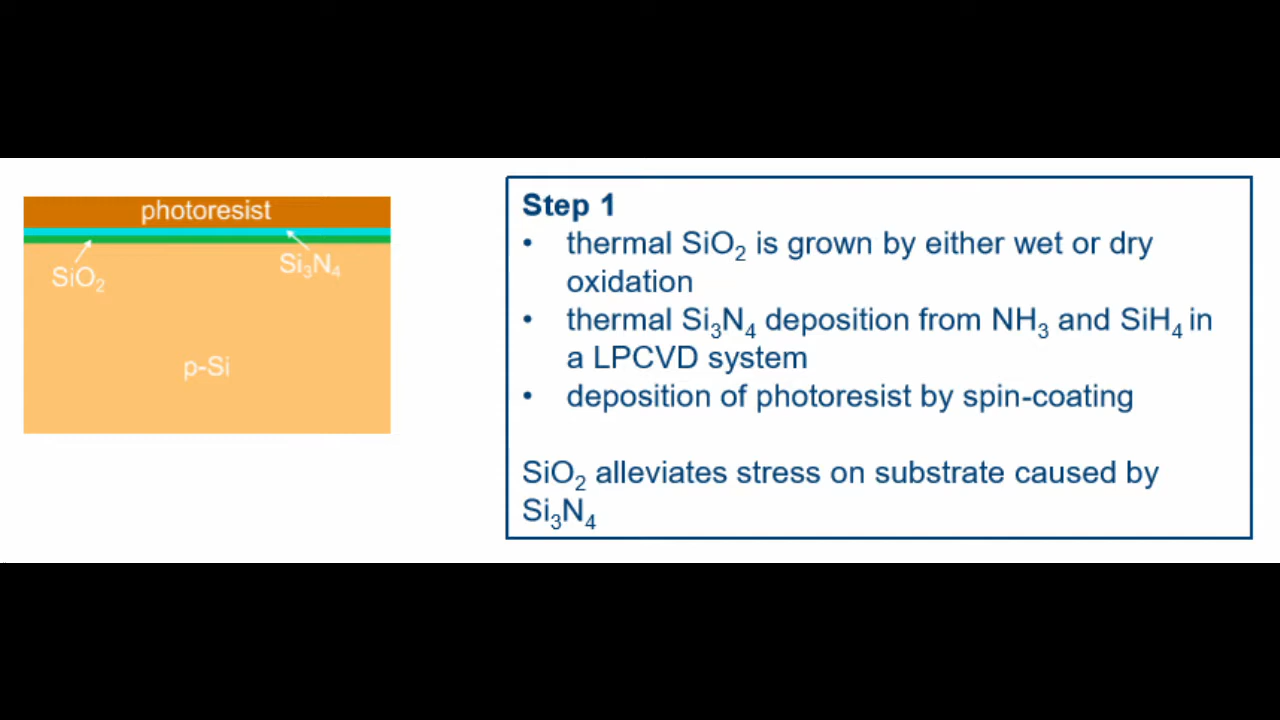 photoresist
SiO₂
Si₃N₄
p-Si
Step 1
• thermal SiO₂ is grown by either wet or dry
oxidation
• thermal Si₃N₄ deposition from NH₃ and SiH₄ in
a LPCVD system
• deposition of photoresist by spin-coating
SiO₂ alleviates stress on substrate caused by
Si₃N₄